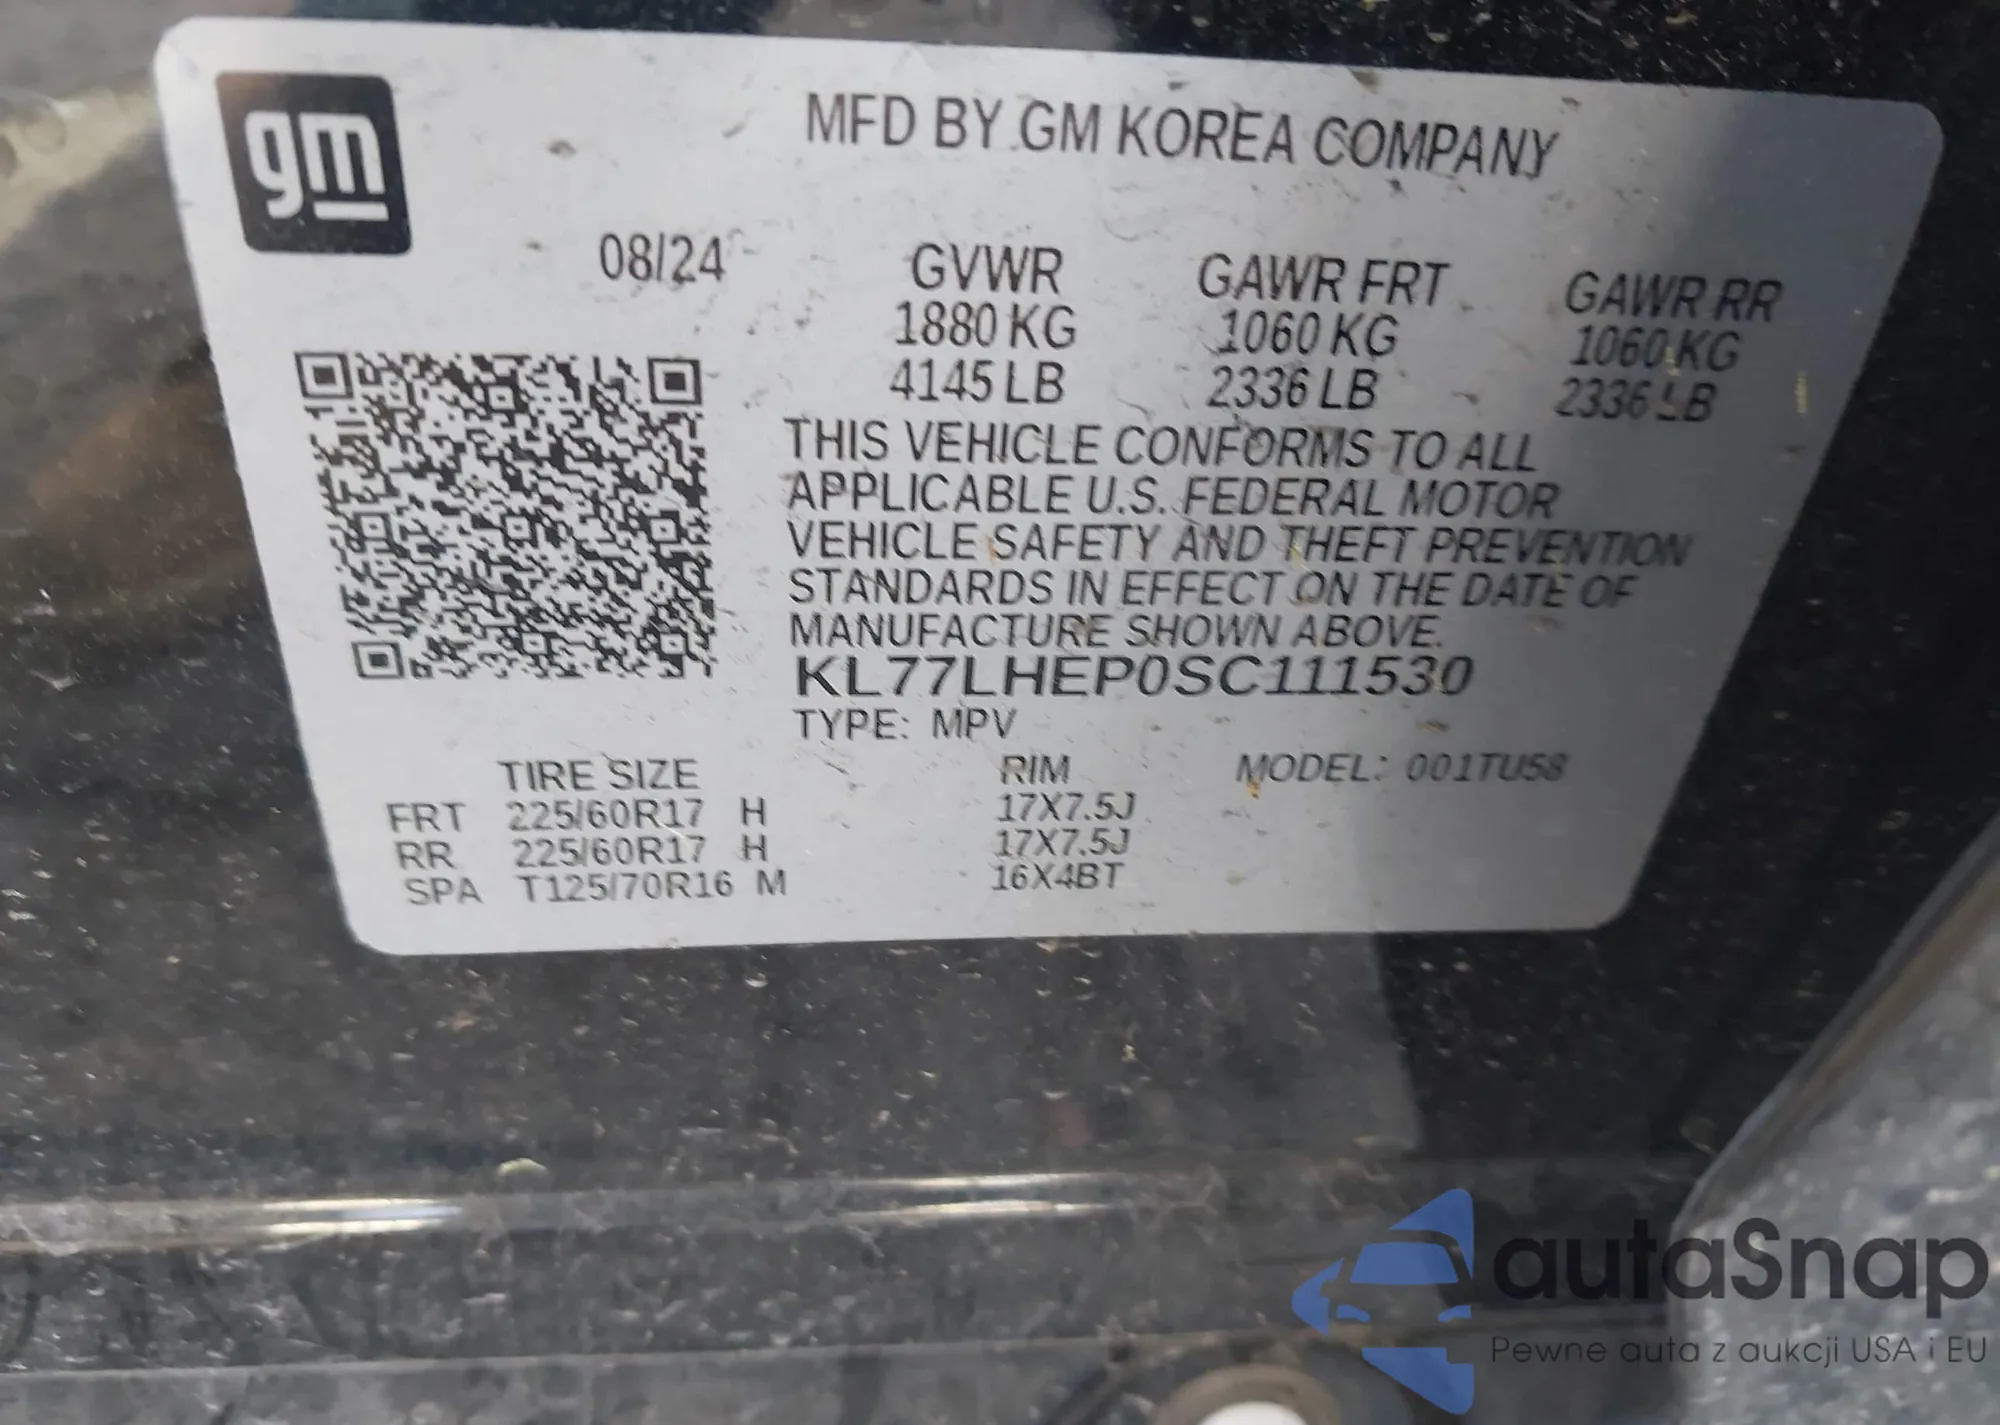 gm
MFD BY GM KOREA COMPANY
08/24 GVWR GAWR FRT GAWR RR
1880 KG 1060 KG 1060 KG
4145 LB 2336 LB 2336 LB
THIS VEHICLE CONFORMS TO ALL
APPLICABLE U.S. FEDERAL MOTOR
VEHICLE SAFETY AND THEFT PREVENTION
STANDARDS IN EFFECT ON THE DATE OF
MANUFACTURE SHOWN ABOVE.
KL77LHEP0SC111530
TYPE: MPV
TIRE SIZE RIM MODEL: 001TU58
FRT 225/60R17 H 17X7.5J
RR 225/60R17 H 17X7.5J
SPA T125/70R16 M 16X4BT
autaSnap
Pewne auta z aukcji USA i EU